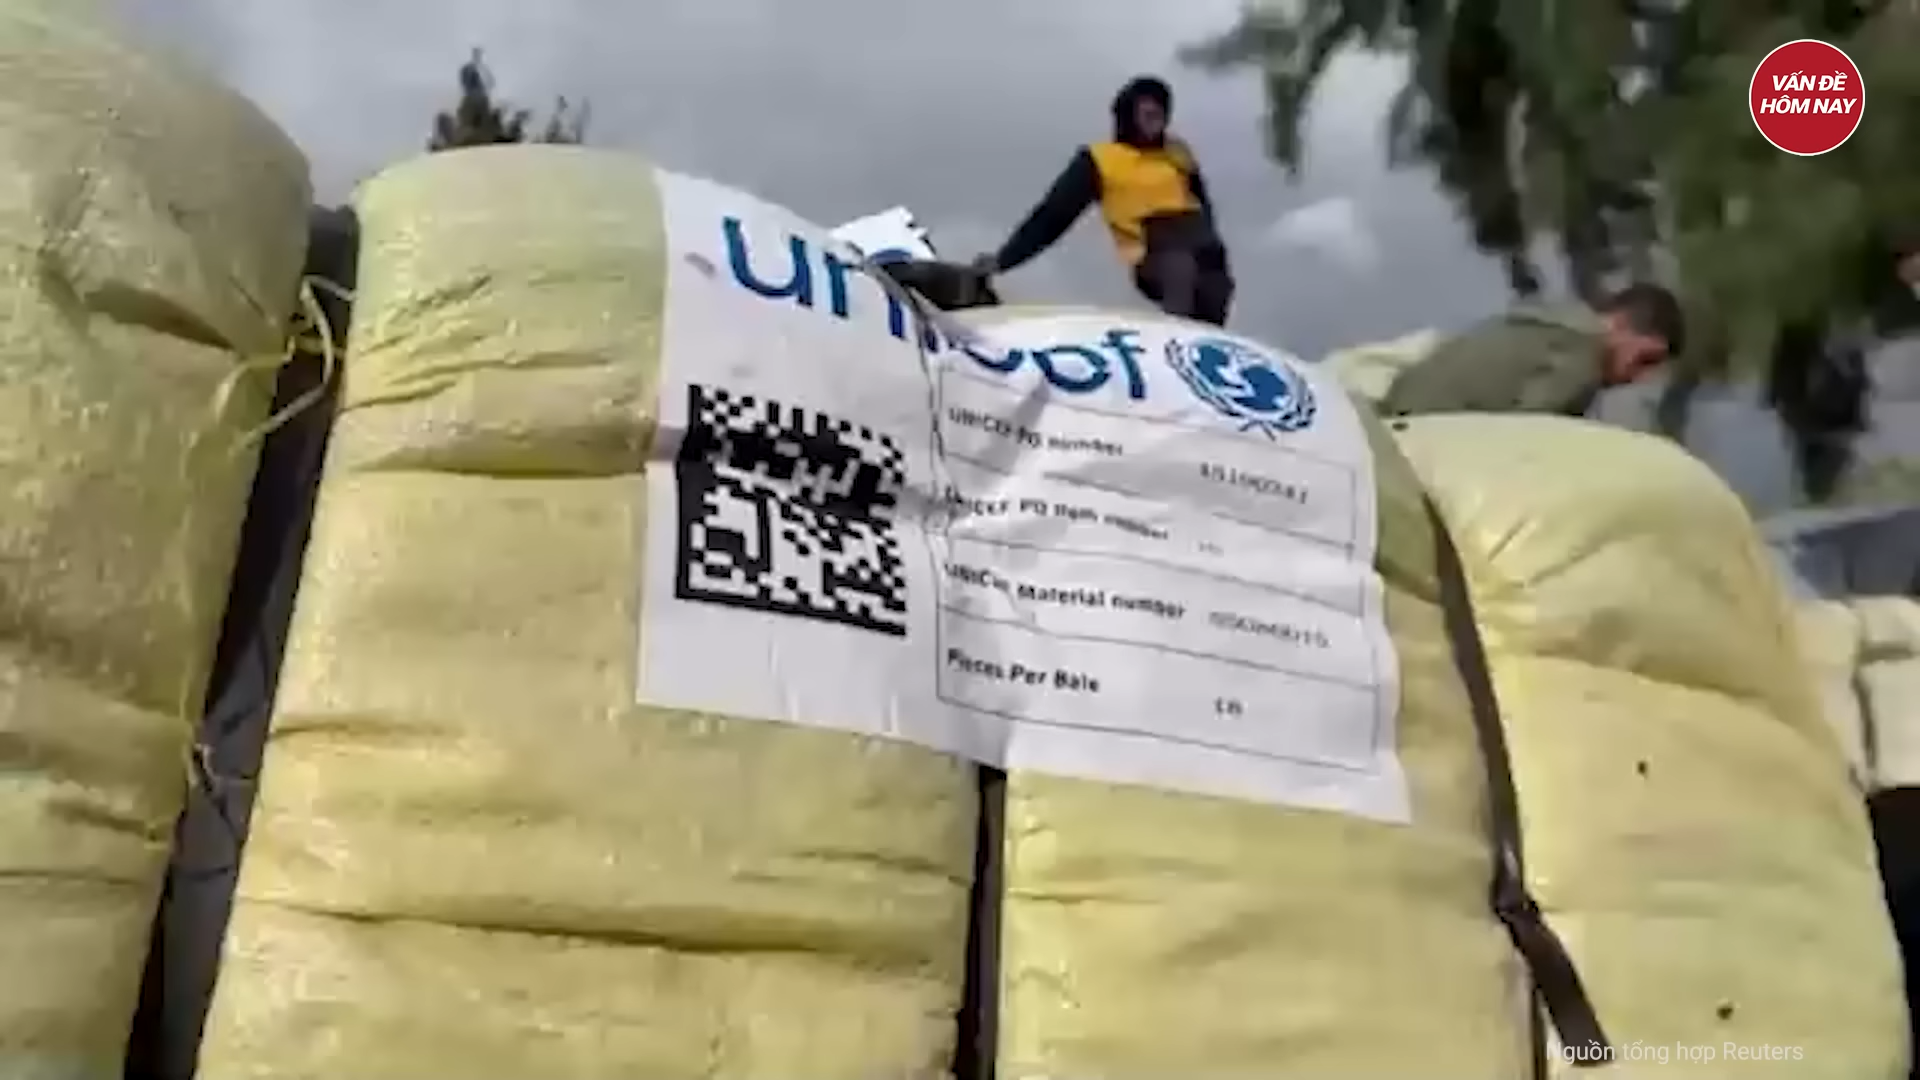 VẤN ĐỀ
HÔM NAY
unicef
UNICEF PO number
UNICEF PO Item number
UNICEF Material number
Pieces Per Bale
Nguồn tổng hợp Reuters